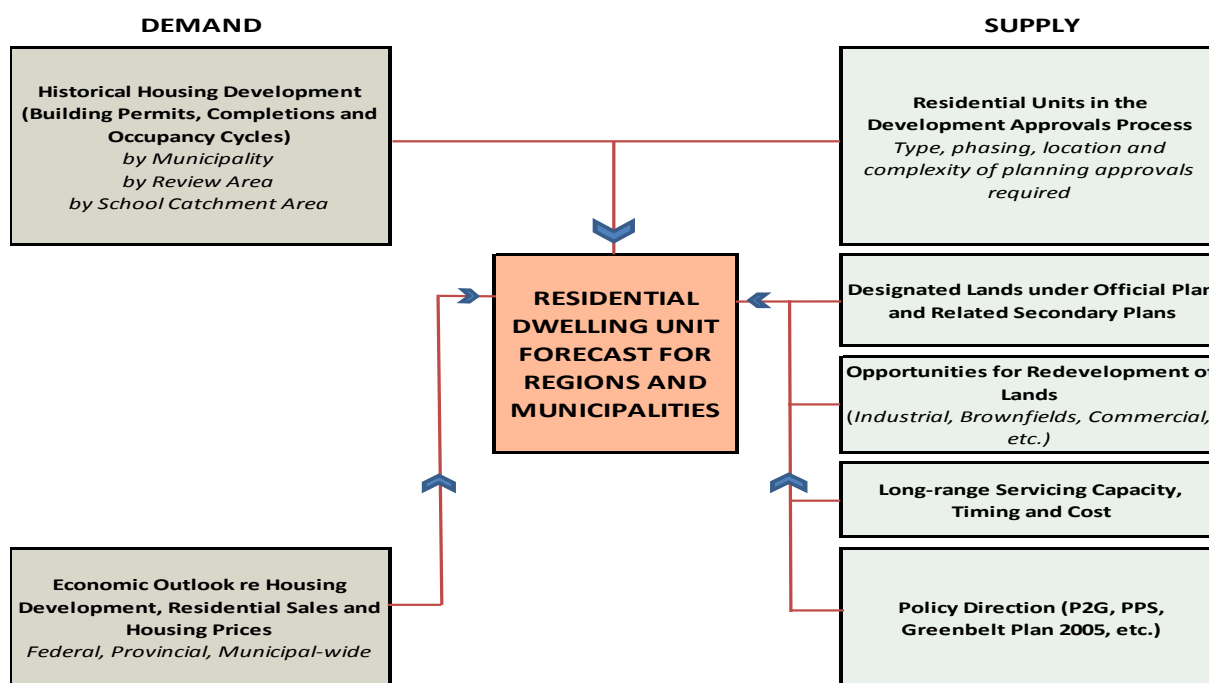 DEMAND
SUPPLY
Historical Housing Development
(Building Permits, Completions and
Occupancy Cycles)
by Municipality
by Review Area
by School Catchment Area
Residential Units in the
Development Approvals Process
Type, phasing, location and
complexity of planning approvals
required
RESIDENTIAL
DWELLING UNIT
FORECAST FOR
REGIONS AND
MUNICIPALITIES
Designated Lands under Official Plan
and Related Secondary Plans
Opportunities for Redevelopment of
Lands
(Industrial, Brownfields, Commercial,
etc.)
Long-range Servicing Capacity,
Timing and Cost
Economic Outlook re Housing
Development, Residential Sales and
Housing Prices
Federal, Provincial, Municipal-wide
Policy Direction (P2G, PPS,
Greenbelt Plan 2005, etc.)